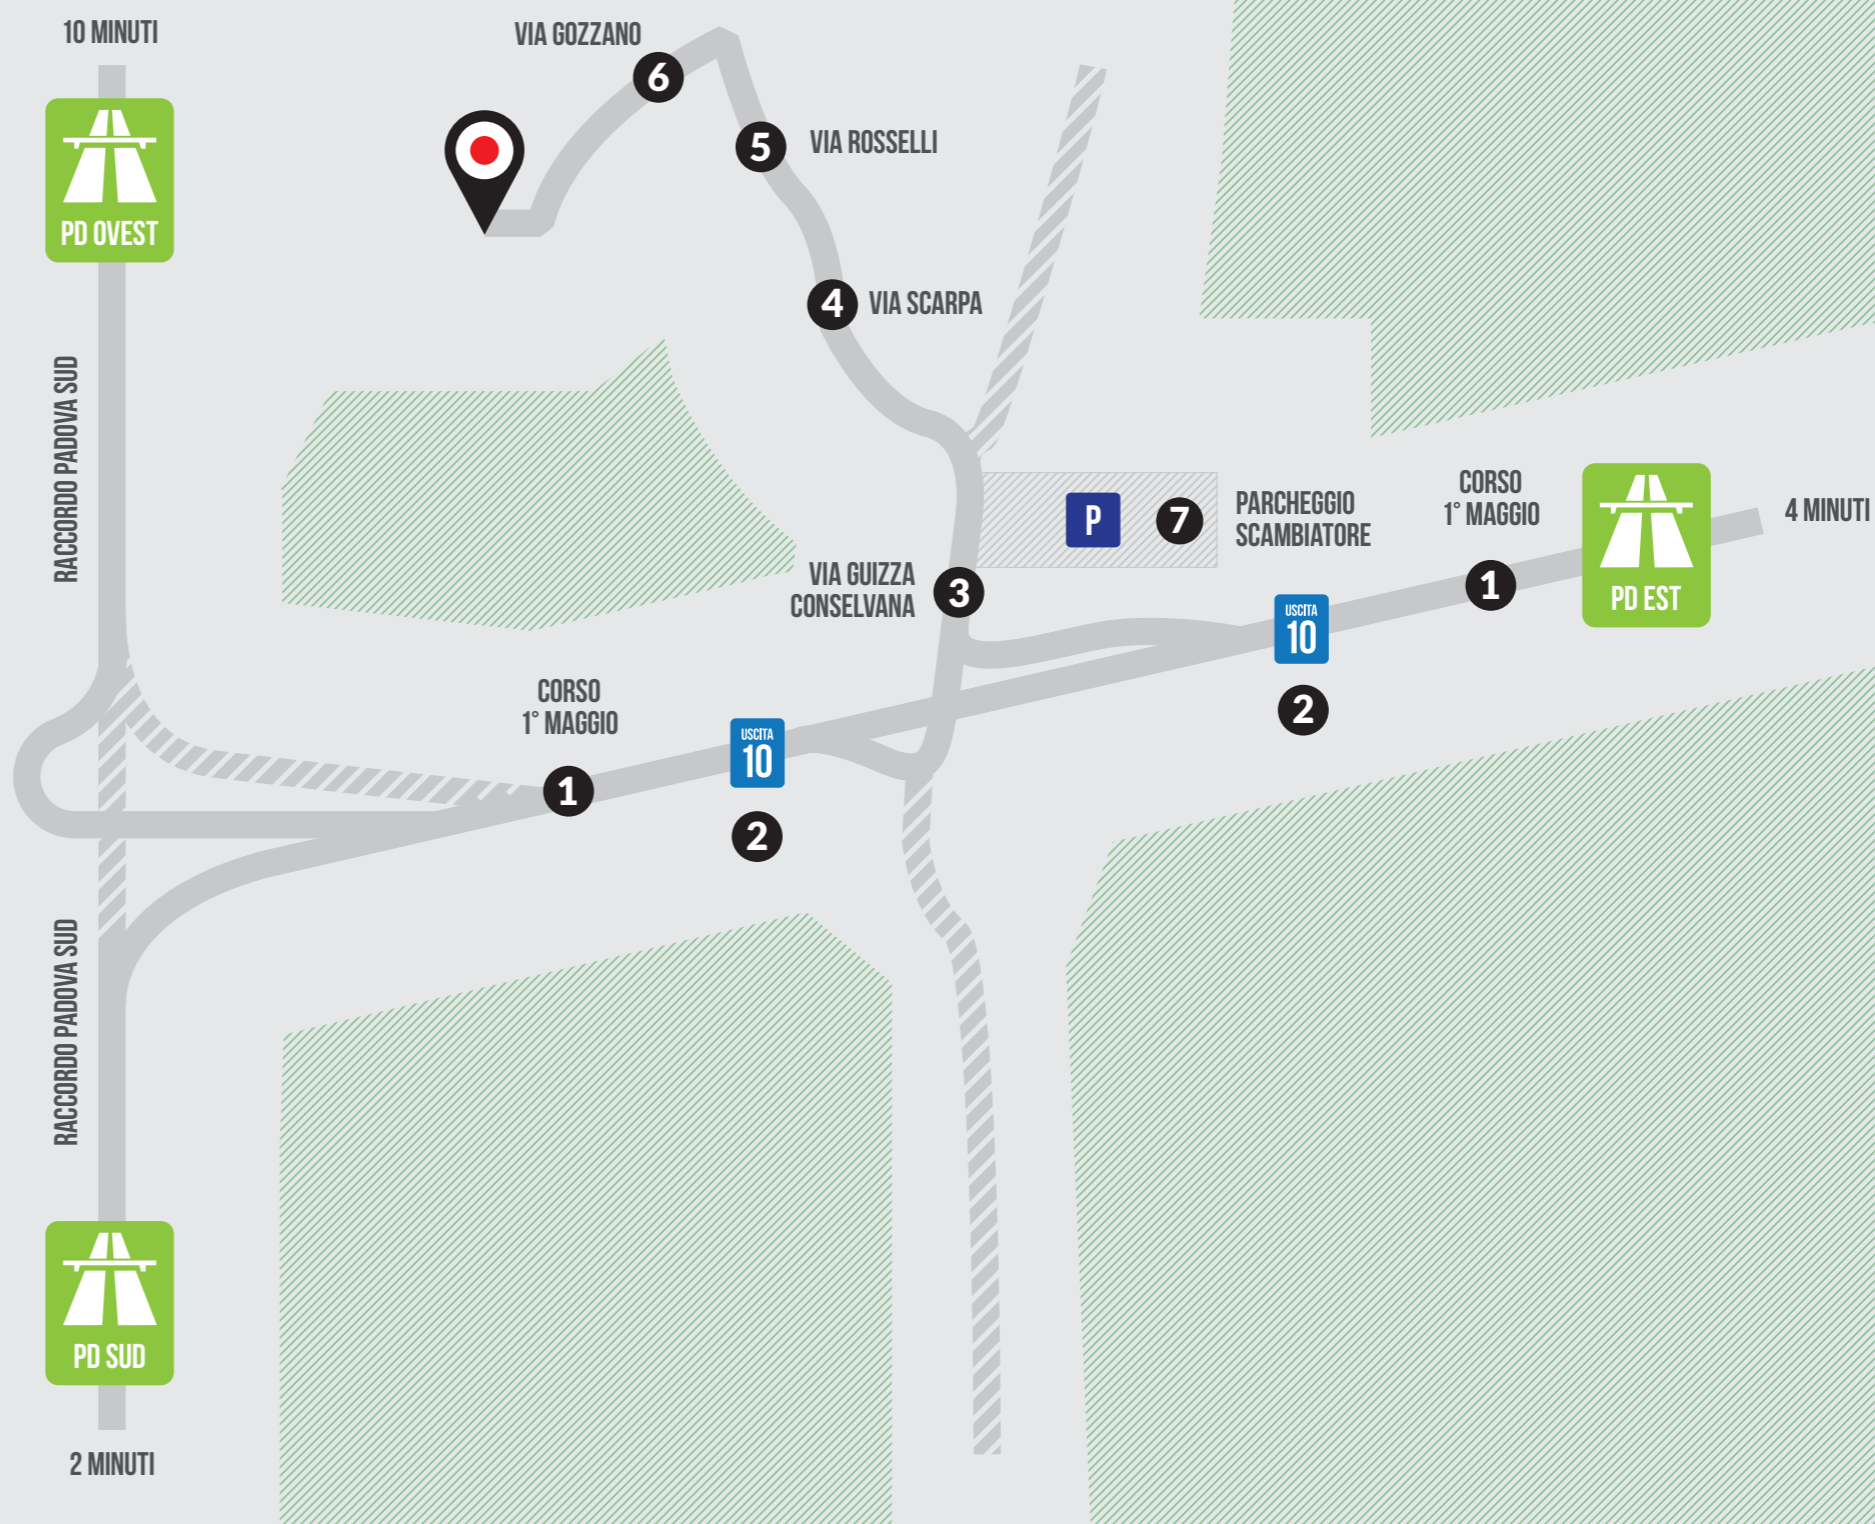 10 MINUTI
PD OVEST
VIA GOZZANO
6
5
VIA ROSSELLI
4
VIA SCARPA
RACCORDO PADOVA SUD
P
7
PARCHEGGIO
SCAMBIATORE
CORSO
1° MAGGIO
1
PD EST
4 MINUTI
VIA GUIZZA
CONSELVANA
3
USCITA
10
2
CORSO
1° MAGGIO
1
USCITA
10
2
RACCORDO PADOVA SUD
PD SUD
2 MINUTI